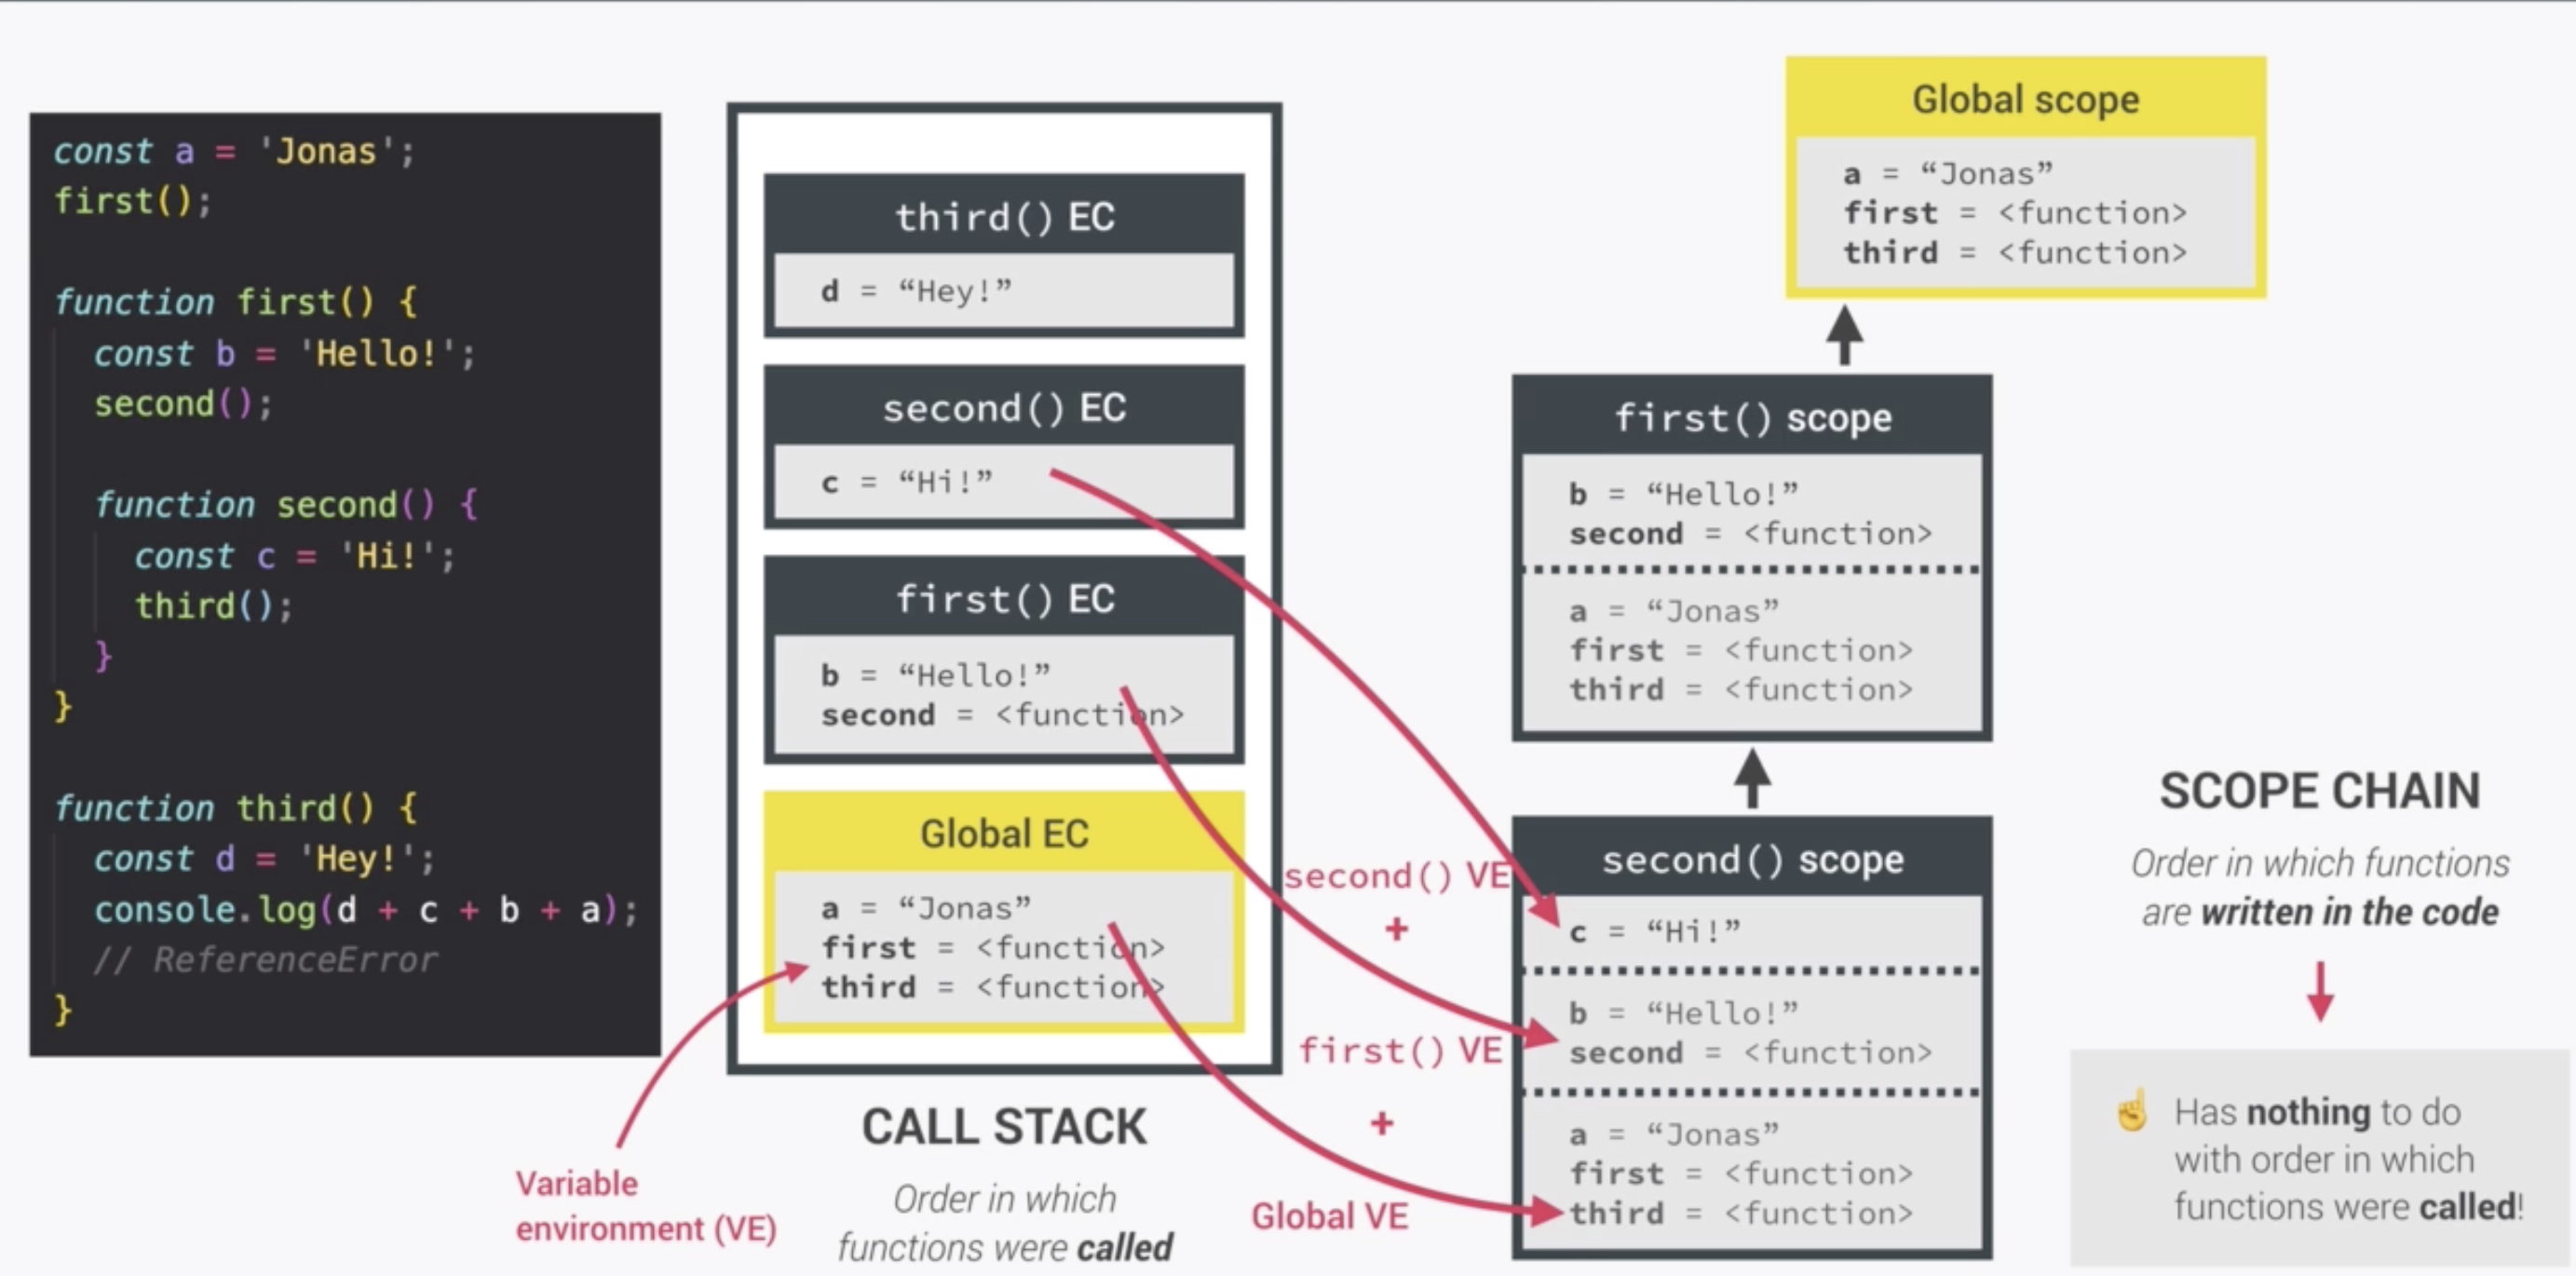 const a = 'Jonas';
first();
function first() {
const b = 'Hello!';
second();
function second() {
const c = 'Hi!';
third();
}
}
function third() {
const d = 'Hey!';
console.log(d + c + b + a);
// ReferenceError
}
third() EC
d = “Hey!”
second() EC
c = “Hi!”
first() EC
b = “Hello!”
second = <function>
Global EC
a = “Jonas”
first = <function>
third = <function>
Variable
environment (VE)
CALL STACK
Order in which
functions were called
second() VE
+
first() VE
+
Global VE
Global scope
a = “Jonas”
first = <function>
third = <function>
first() scope
b = “Hello!”
second = <function>
a = “Jonas”
first = <function>
third = <function>
second() scope
c = “Hi!”
b = “Hello!”
second = <function>
a = “Jonas”
first = <function>
third = <function>
SCOPE CHAIN
Order in which functions
are written in the code
☝ Has nothing to do
with order in which
functions were called!